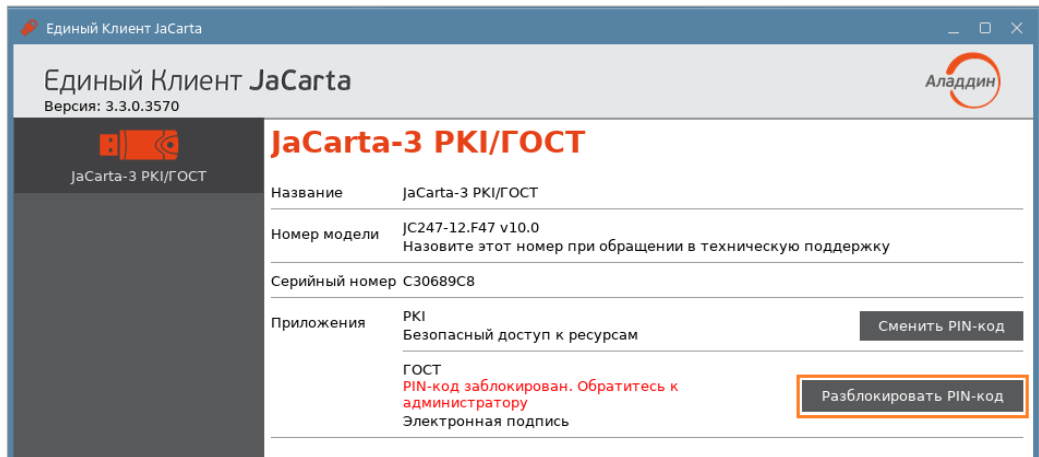 Единый Клиент JaCarta
Единый Клиент JaCarta
Версия: 3.3.0.3570
Аладдин
JaCarta-3 PKI/ГОСТ
JaCarta-3 PKI/ГОСТ
Название JaCarta-3 PKI/ГОСТ
Номер модели JC247-12.F47 v10.0
Назовите этот номер при обращении в техническую поддержку
Серийный номер C30689C8
Приложения PKI
Безопасный доступ к ресурсам
Сменить PIN-код
ГОСТ
PIN-код заблокирован. Обратитесь к
администратору
Электронная подпись
Разблокировать PIN-код